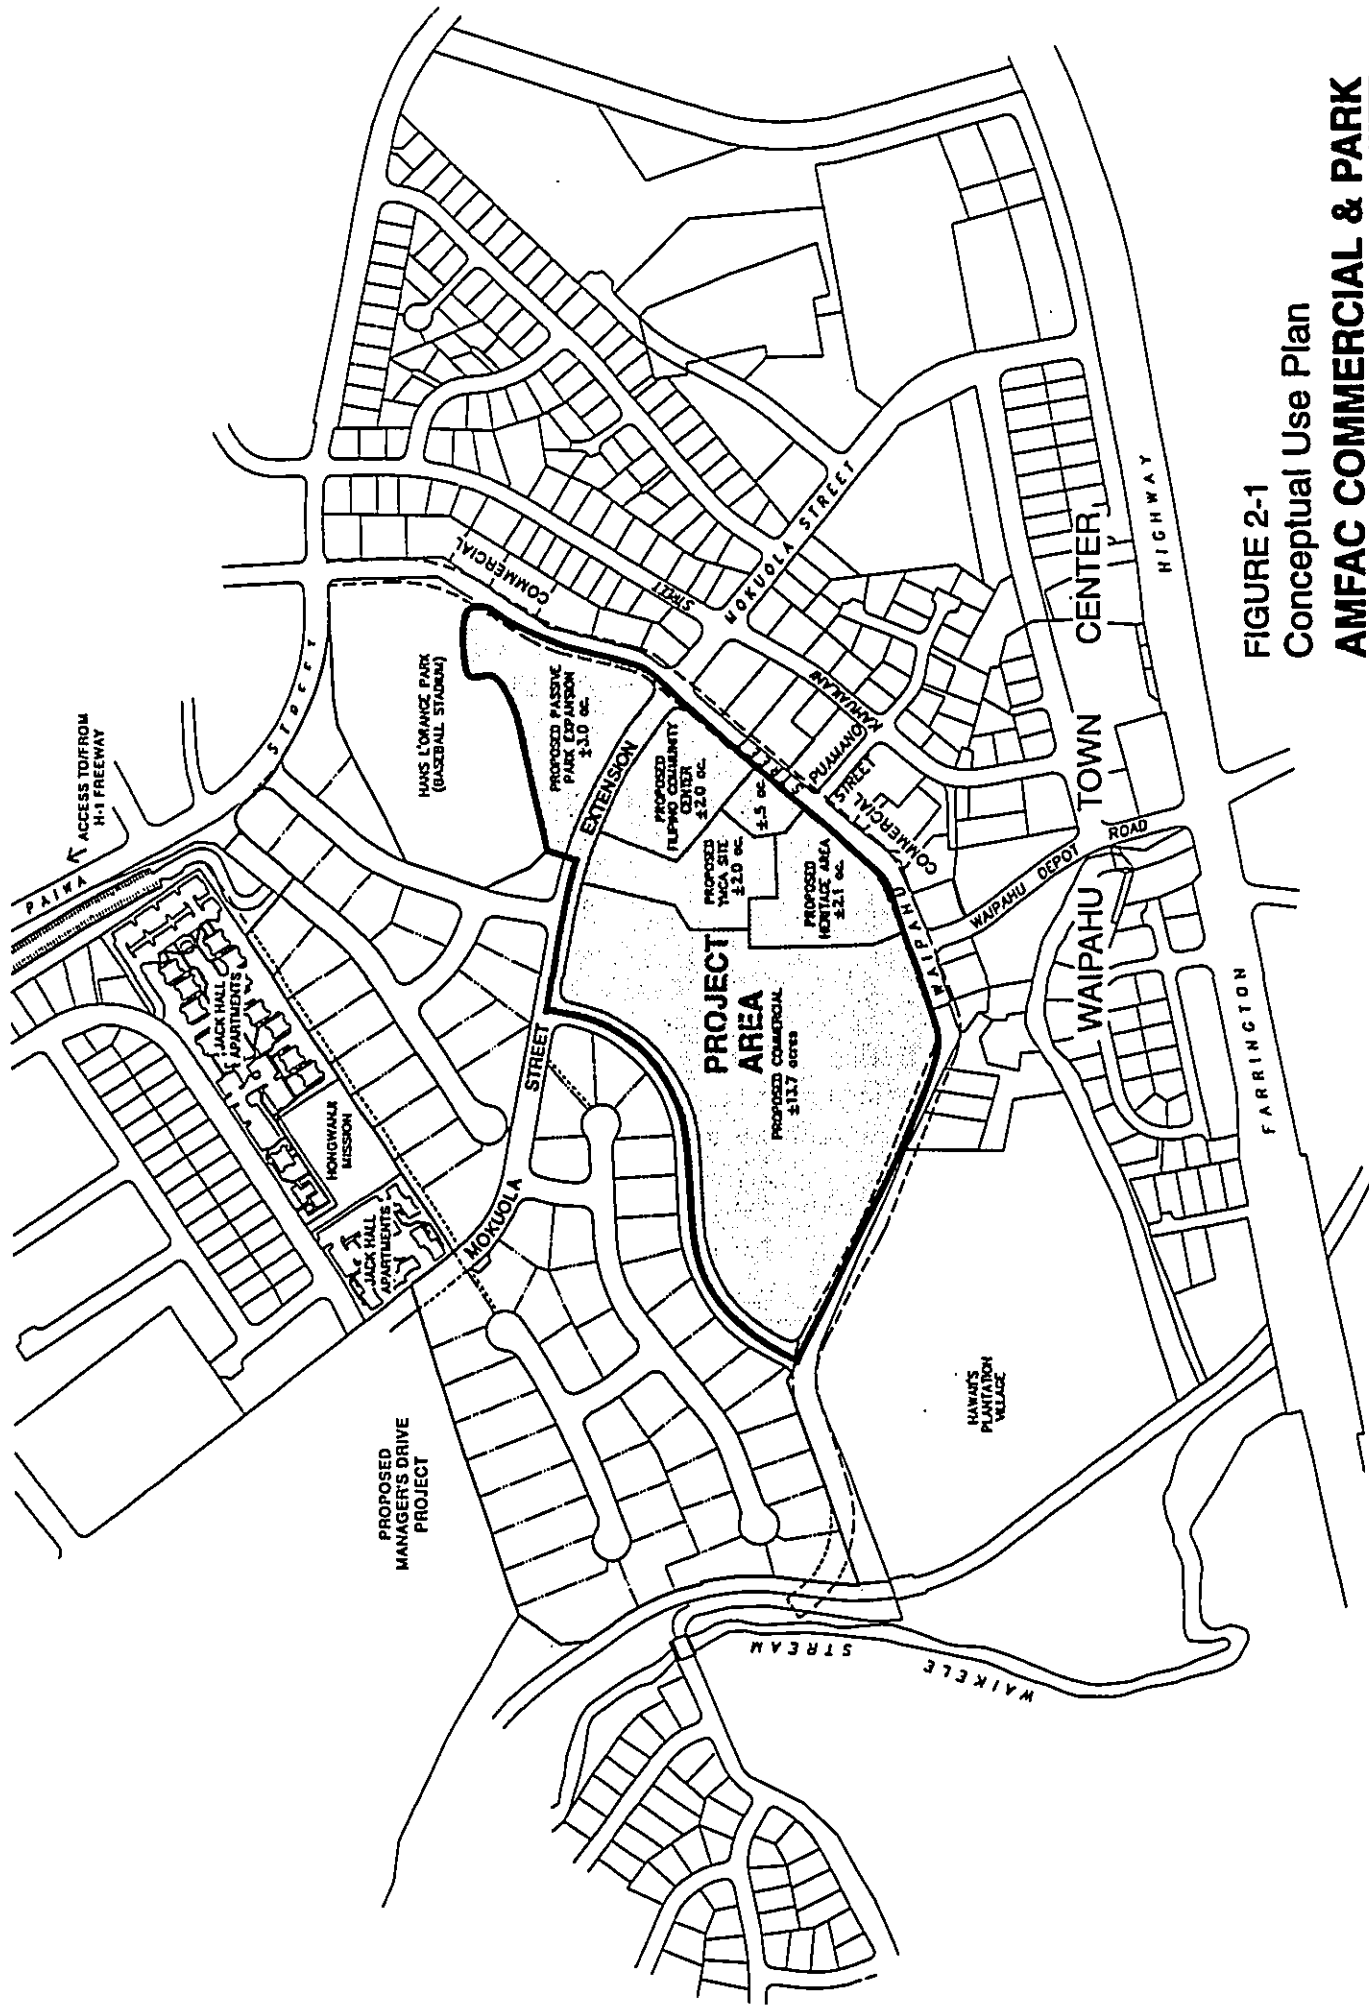 PAIWA
STREET
ACCESS TO/FROM
H-1 FREEWAY
HANS L'ORANGE PARK
(BASEBALL STADIUM)
JACK HALL
APARTMENTS
HONGWANJI
MISSION
JACK HALL
APARTMENTS
PROPOSED
MANAGER'S DRIVE
PROJECT
MOKUOLA
STREET
EXTENSION
PROPOSED PASSIVE
PARK EXPANSION
±3.0 ac.
PROPOSED
FILIPINO COMMUNITY
CENTER
±2.0 ac.
±.5 ac.
PROPOSED
YMCA SITE
±2.0 ac.
PROPOSED
HERITAGE AREA
±2.1 ac.
PROJECT
AREA
PROPOSED COMMERCIAL
±13.7 acres
COMMERCIAL
STREET
MOKUOLA STREET
KAHUAILANI
PUAHANO
STREET
COMMERCIAL
WAIPAHU
STREET
WAIPAHU DEPOT ROAD
WAIPAHU TOWN CENTER
FARRINGTON
HIGHWAY
HAWAII'S
PLANTATION
VILLAGE
WAIKELE
STREAM
FIGURE 2-1
Conceptual Use Plan
AMFAC COMMERCIAL & PARK